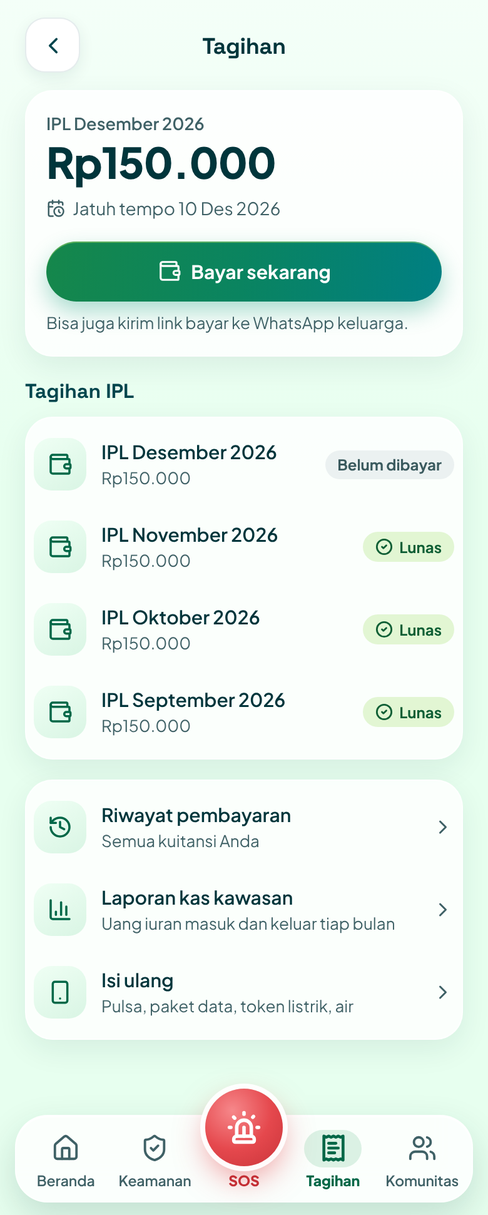 Tagihan
IPL Desember 2026
Rp150.000
Jatuh tempo 10 Des 2026
Bayar sekarang
Bisa juga kirim link bayar ke WhatsApp keluarga.
Tagihan IPL
IPL Desember 2026
Rp150.000
Belum dibayar
IPL November 2026
Rp150.000
Lunas
IPL Oktober 2026
Rp150.000
Lunas
IPL September 2026
Rp150.000
Lunas
Riwayat pembayaran
Semua kuitansi Anda
Laporan kas kawasan
Uang iuran masuk dan keluar tiap bulan
Isi ulang
Pulsa, paket data, token listrik, air
Beranda
Keamanan
SOS
Tagihan
Komunitas